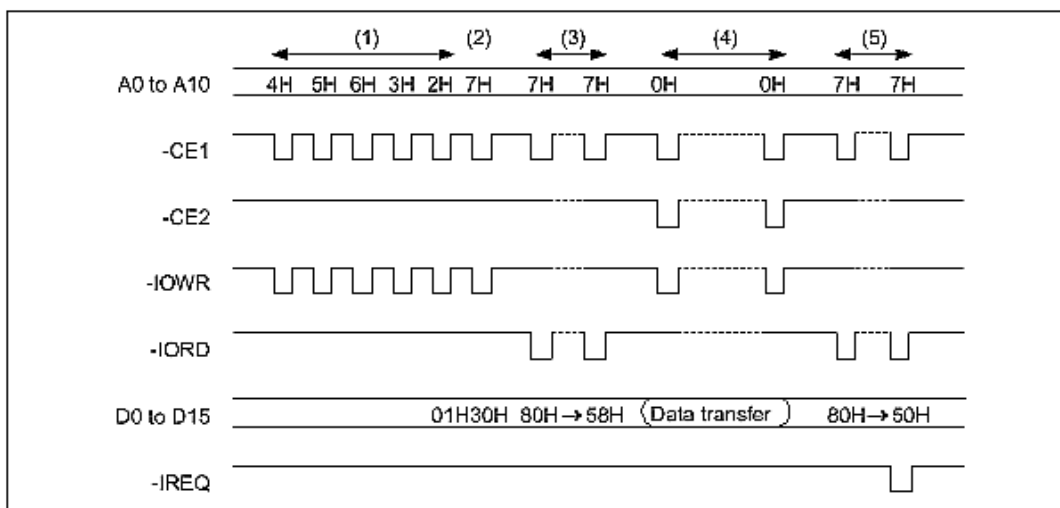 (1) (2) (3) (4) (5)
A0 to A10 4H 5H 6H 3H 2H 7H 7H 7H 0H 0H 7H 7H
-CE1
-CE2
-IOWR
-IORD
D0 to D15 01H30H 80H→58H Data transfer 80H→50H
-IREQ